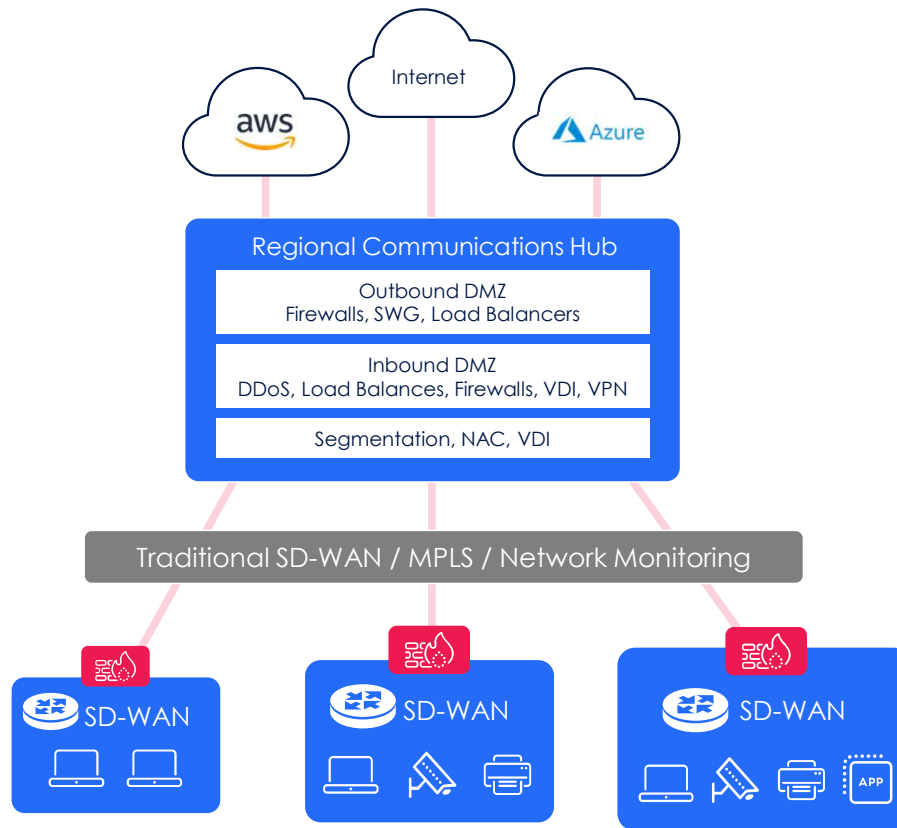 Internet
aws
Azure
Regional Communications Hub
Outbound DMZ
Firewalls, SWG, Load Balancers
Inbound DMZ
DDoS, Load Balances, Firewalls, VDI, VPN
Segmentation, NAC, VDI
Traditional SD-WAN / MPLS / Network Monitoring
SD-WAN
SD-WAN
SD-WAN
APP